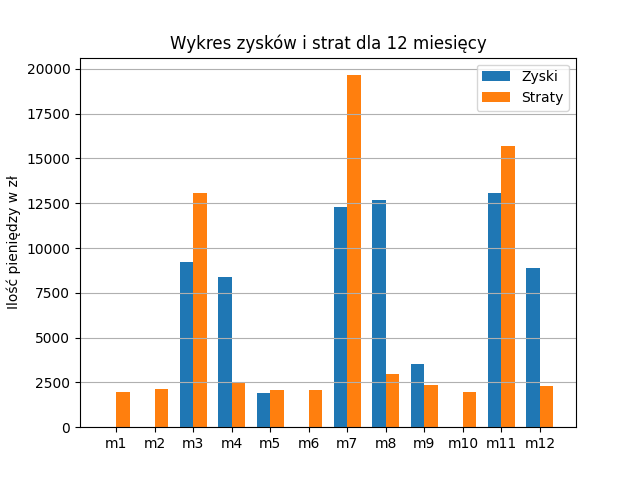 Wykres zysków i strat dla 12 miesięcy
Zyski
Straty
Ilość pieniędzy w zł
20000
17500
15000
12500
10000
7500
5000
2500
0
m1 m2 m3 m4 m5 m6 m7 m8 m9 m10 m11 m12